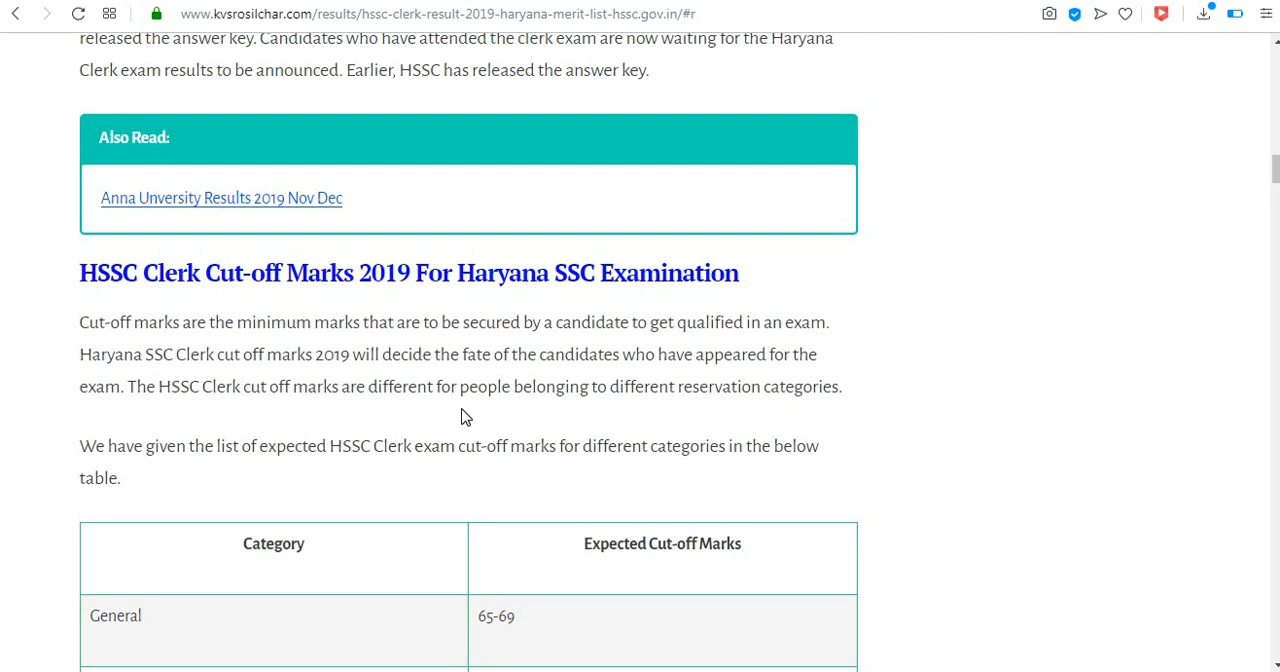 www.kvsrosilchar.com/results/hssc-clerk-result-2019-haryana-merit-list-hssc.gov.in/#r
released the answer key. Candidates who have attended the clerk exam are now waiting for the Haryana
Clerk exam results to be announced. Earlier, HSSC has released the answer key.
Also Read:
Anna Unversity Results 2019 Nov Dec
HSSC Clerk Cut-off Marks 2019 For Haryana SSC Examination
Cut-off marks are the minimum marks that are to be secured by a candidate to get qualified in an exam.
Haryana SSC Clerk cut off marks 2019 will decide the fate of the candidates who have appeared for the
exam. The HSSC Clerk cut off marks are different for people belonging to different reservation categories.
We have given the list of expected HSSC Clerk exam cut-off marks for different categories in the below
table.
Category Expected Cut-off Marks
General 65-69